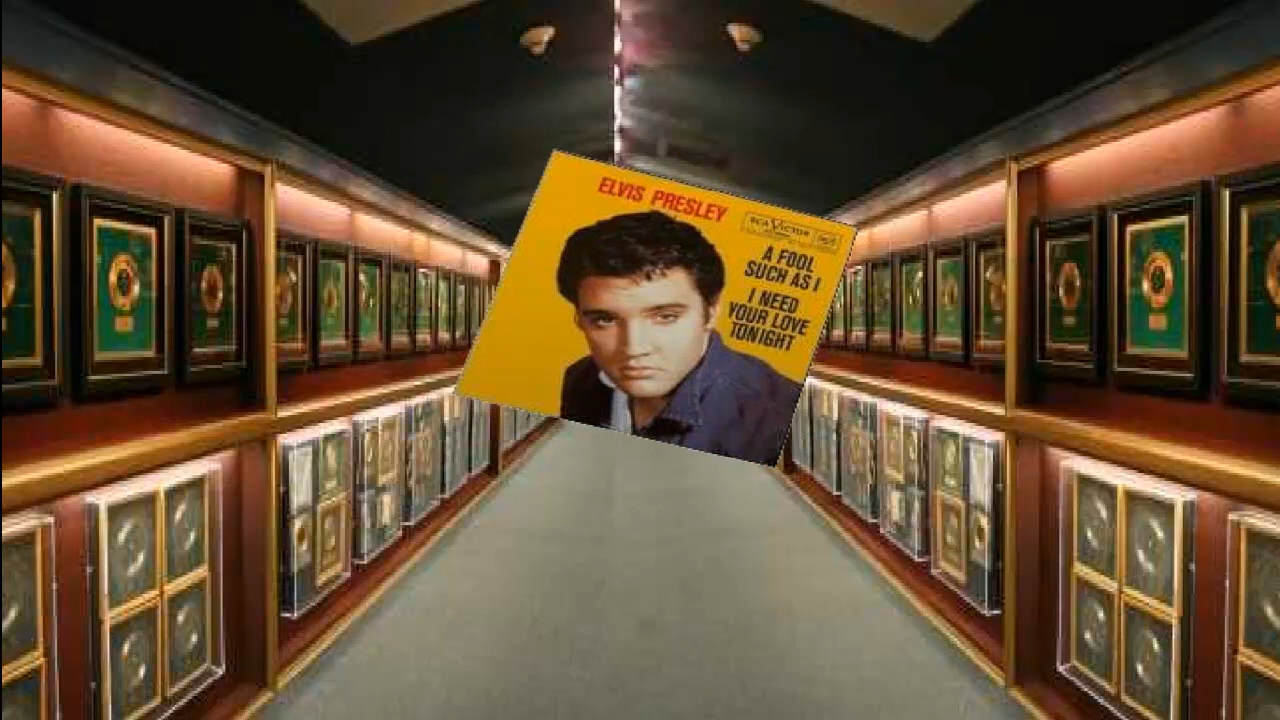 ELVIS PRESLEY
RCA VICTOR
A FOOL
SUCH AS I
I NEED
YOUR LOVE
TONIGHT